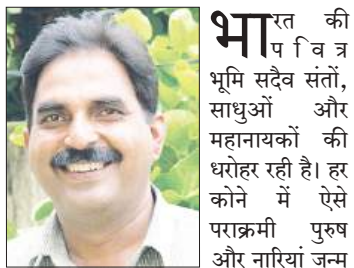 भारत की
पवित्र
भूमि सदैव संतों,
साधुओं और
महानायकों की
धरोहर रही है। हर
कोने में ऐसे
पराक्रमी पुरुष
और नारियां जन्म